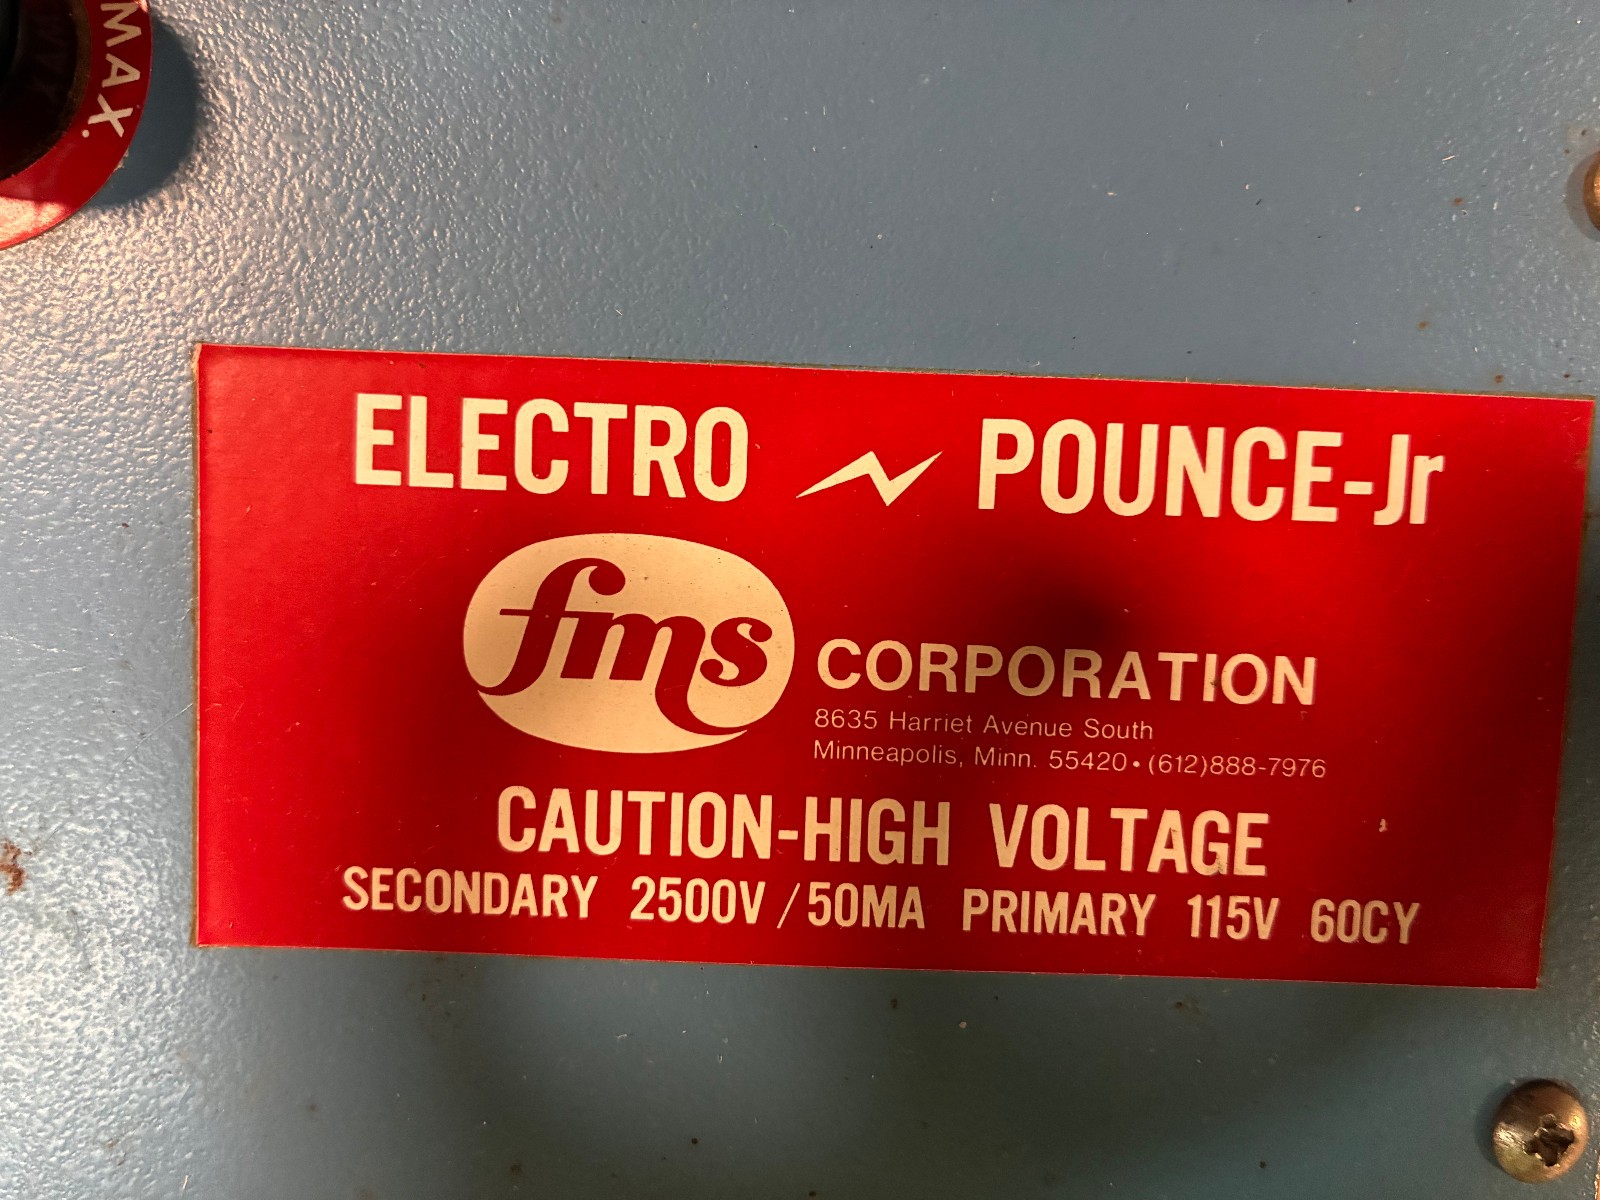 MAX.
ELECTRO POUNCE-Jr
fms CORPORATION
8635 Harriet Avenue South
Minneapolis, Minn. 55420 • (612)888-7976
CAUTION-HIGH VOLTAGE
SECONDARY 2500V/50MA PRIMARY 115V 60CY